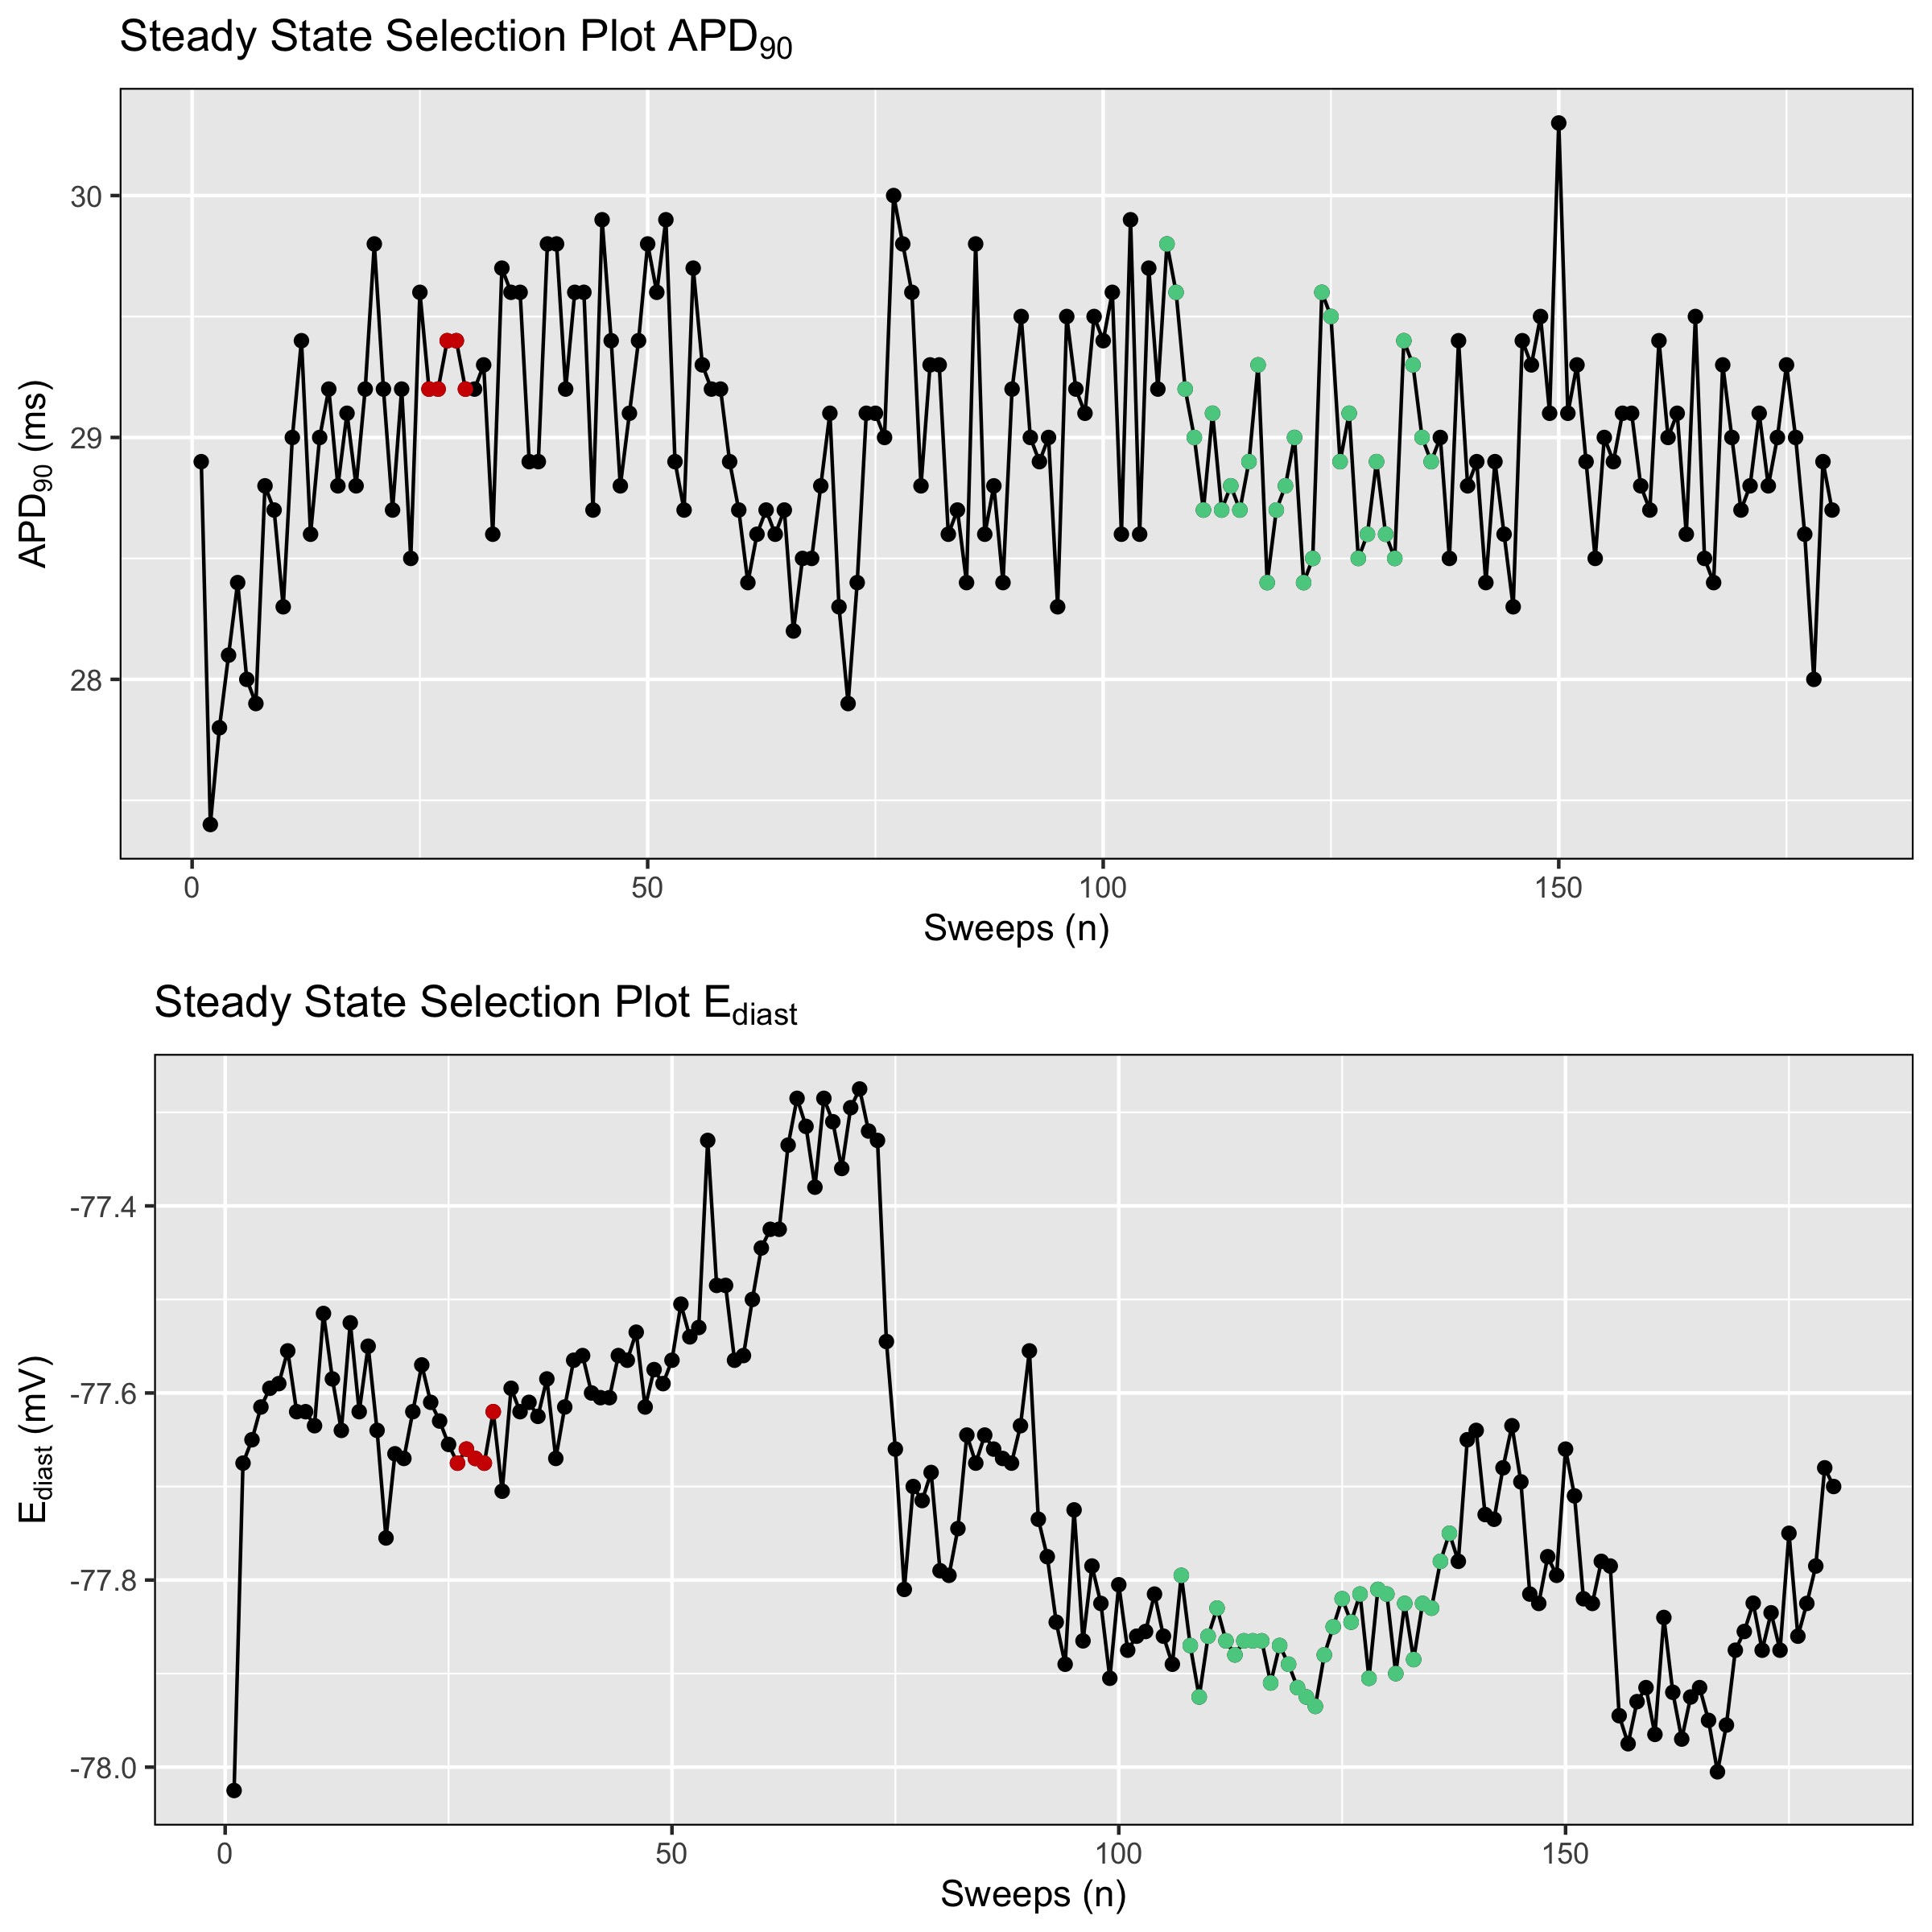 Steady State Selection Plot APD90
30
29
28
APD90 (ms)
0 50 100 150
Sweeps (n)
Steady State Selection Plot Ediast
-77.4
-77.6
-77.8
-78.0
Ediast (mV)
0 50 100 150
Sweeps (n)